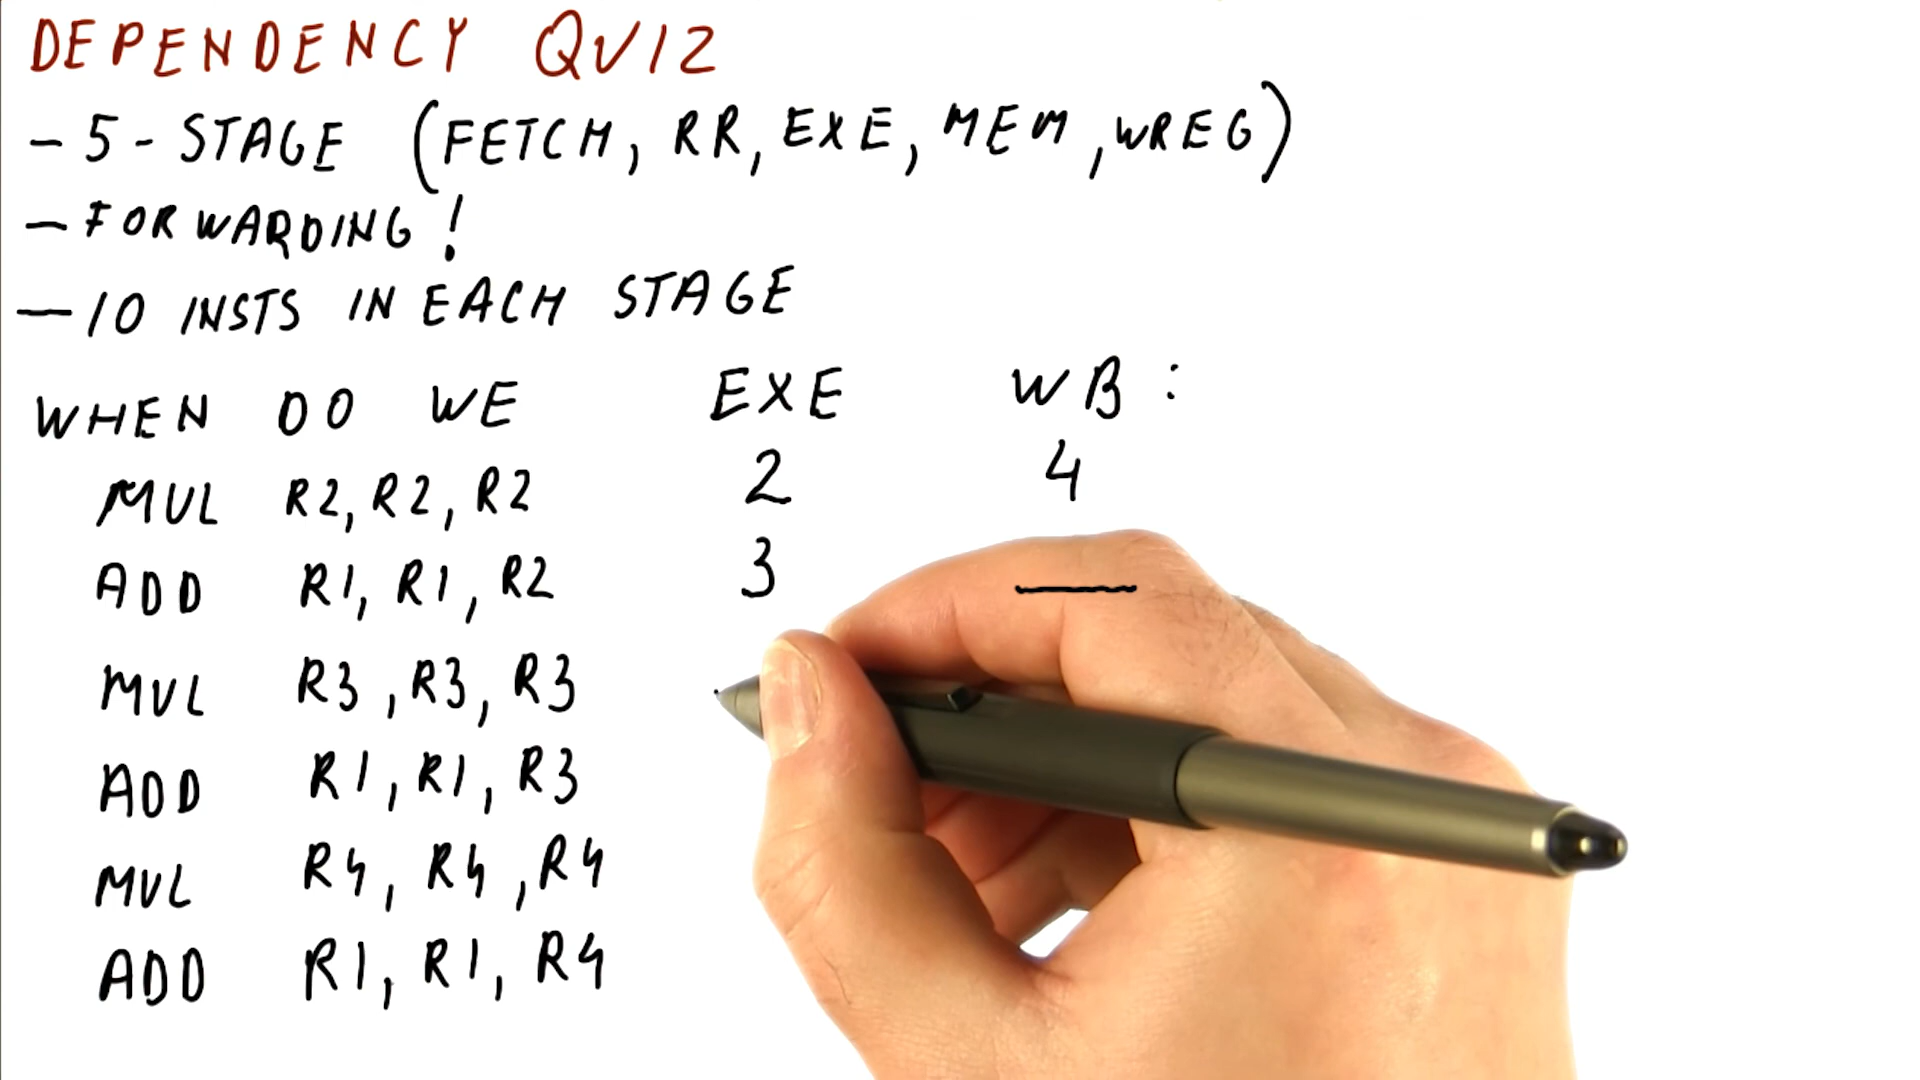 DEPENDENCY QUIZ
- 5-STAGE (FETCH, RR, EXE, MEM, WREG)
- FORWARDING!
- 10 INSTS IN EACH STAGE
WHEN DO WE EXE WB:
MUL R2, R2, R2 2 4
ADD R1, R1, R2 3
MUL R3, R3, R3
ADD R1, R1, R3
MUL R4, R4, R4
ADD R1, R1, R4